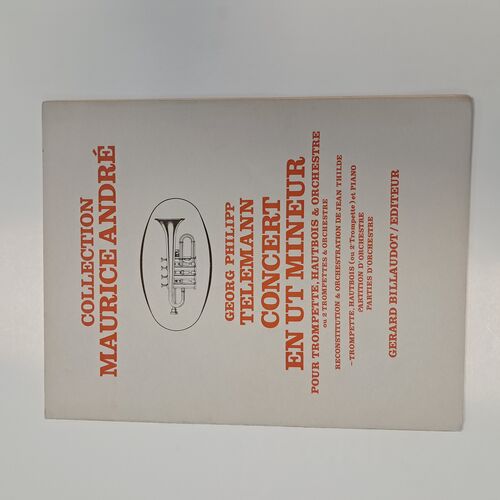 COLLECTION
MAURICE ANDRÉ
GEORG PHILIPP
TELEMANN
CONCERT
EN UT MINEUR
POUR TROMPETTE, HAUTBOIS & ORCHESTRE
ou 2 TROMPETTES & ORCHESTRE
RECONSTITUTION & ORCHESTRATION DE JEAN THILDE
– TROMPETTE, HAUTBOIS (ou 2e Trompette) et PIANO
PARTITION D'ORCHESTRE
PARTIES D'ORCHESTRE
GERARD BILLAUDOT / EDITEUR